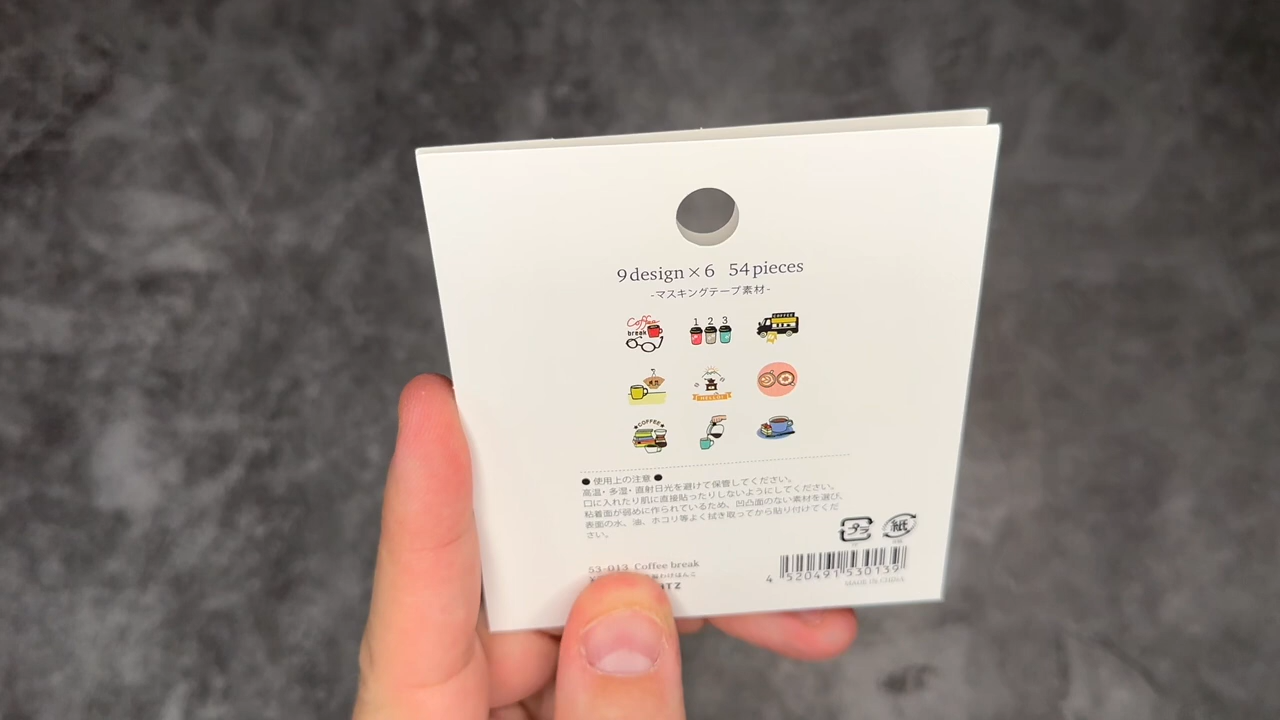 9design×6 54pieces
-マスキングテープ素材-
Coffee
break
1 2 3
COFFEE
HELLO!
COFFEE
●使用上の注意●
高温・多湿・直射日光を避けて保管してください。
口に入れたり肌に直接貼ったりしないようにしてください。
粘着面が弱めに作られているため、凹凸面のない素材を選び、
表面の水、油、ホコリ等よく拭き取ってから貼り付けてくだ
さい。
プラ
紙
53-013 Coffee break
4 520491 530139
MADE IN CHINA